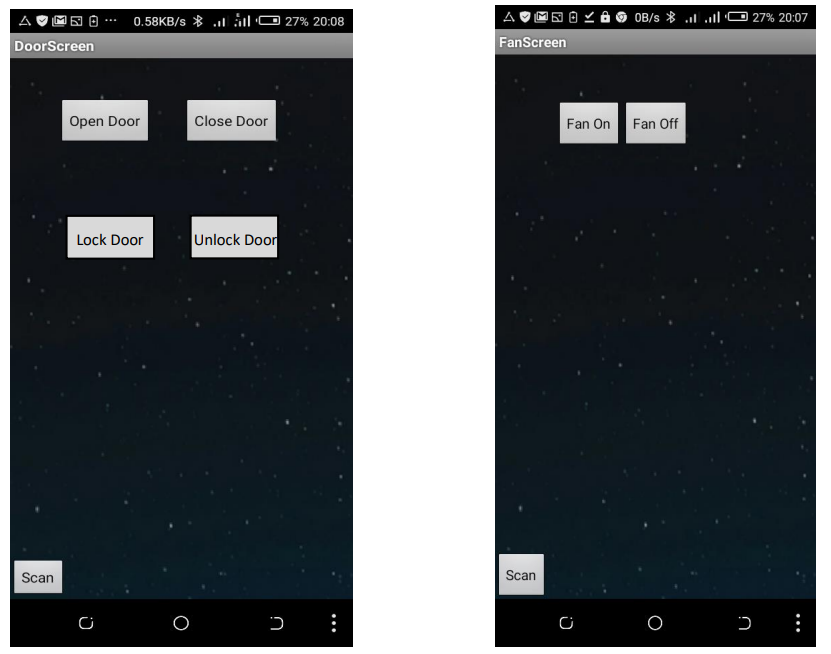 0.58KB/s 27% 20:08
DoorScreen
Open Door Close Door
Lock Door Unlock Door
Scan
0B/s 27% 20:07
FanScreen
Fan On Fan Off
Scan